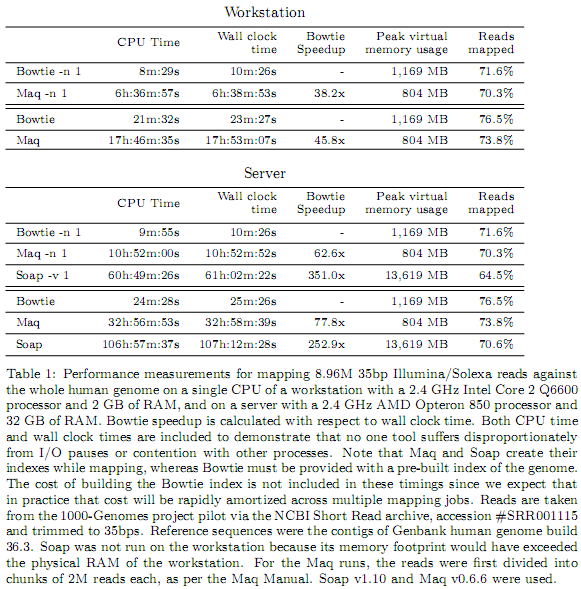 Workstation
CPU Time Wall clock time Bowtie Speedup Peak virtual memory usage Reads mapped
Bowtie -n 1 8m:29s 10m:26s - 1,169 MB 71.6%
Maq -n 1 6h:36m:57s 6h:38m:53s 38.2x 804 MB 70.3%
Bowtie 21m:32s 23m:27s - 1,169 MB 76.5%
Maq 17h:46m:35s 17h:53m:07s 45.8x 804 MB 73.8%
Server
CPU Time Wall clock time Bowtie Speedup Peak virtual memory usage Reads mapped
Bowtie -n 1 9m:55s 10m:26s - 1,169 MB 71.6%
Maq -n 1 10h:52m:00s 10h:52m:52s 62.6x 804 MB 70.3%
Soap -v 1 60h:49m:26s 61h:02m:22s 351.0x 13,619 MB 64.5%
Bowtie 24m:28s 25m:26s - 1,169 MB 76.5%
Maq 32h:56m:53s 32h:58m:39s 77.8x 804 MB 73.8%
Soap 106h:57m:37s 107h:12m:28s 252.9x 13,619 MB 70.6%
Table 1: Performance measurements for mapping 8.96M 35bp Illumina/Solexa reads against
the whole human genome on a single CPU of a workstation with a 2.4 GHz Intel Core 2 Q6600
processor and 2 GB of RAM, and on a server with a 2.4 GHz AMD Opteron 850 processor and
32 GB of RAM. Bowtie speedup is calculated with respect to wall clock time. Both CPU time
and wall clock times are included to demonstrate that no one tool suffers disproportionately
from I/O pauses or contention with other processes. Note that Maq and Soap create their
indexes while mapping, whereas Bowtie must be provided with a pre-built index of the genome.
The cost of building the Bowtie index is not included in these timings since we expect that
in practice that cost will be rapidly amortized across multiple mapping jobs. Reads are taken
from the 1000-Genomes project pilot via the NCBI Short Read archive, accession #SRR001115
and trimmed to 35bps. Reference sequences were the contigs of Genbank human genome build
36.3. Soap was not run on the workstation because its memory footprint would have exceeded
the physical RAM of the workstation. For the Maq runs, the reads were first divided into
chunks of 2M reads each, as per the Maq Manual. Soap v1.10 and Maq v0.6.6 were used.